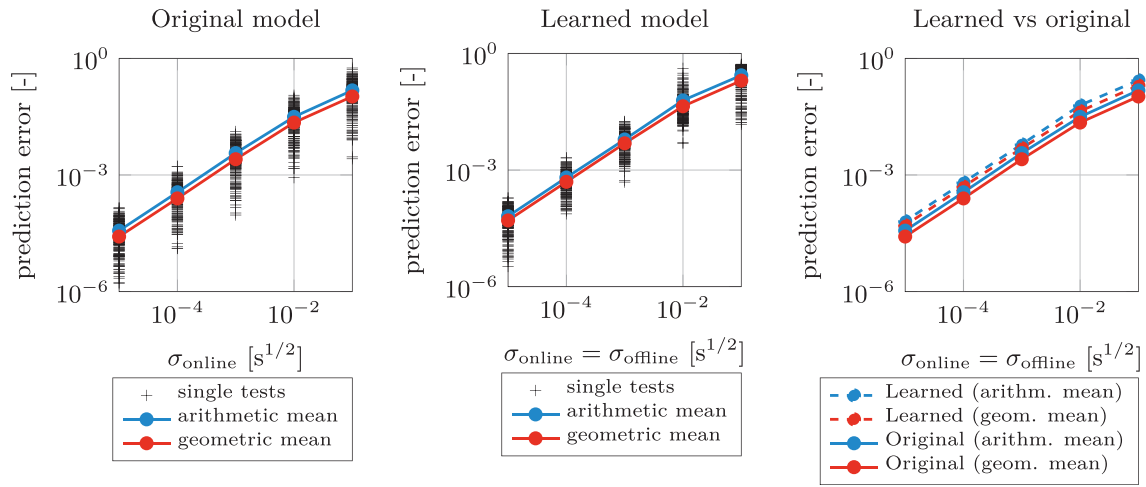 Original model
prediction error [-]
10^0
10^−3
10^−6
10^−4
10^−2
σ_online [s^1/2]
single tests
arithmetic mean
geometric mean
Learned model
prediction error [-]
10^0
10^−3
10^−6
10^−4
10^−2
σ_online = σ_offline [s^1/2]
single tests
arithmetic mean
geometric mean
Learned vs original
prediction error [-]
10^0
10^−3
10^−6
10^−4
10^−2
σ_online = σ_offline [s^1/2]
Learned (arithm. mean)
Learned (geom. mean)
Original (arithm. mean)
Original (geom. mean)